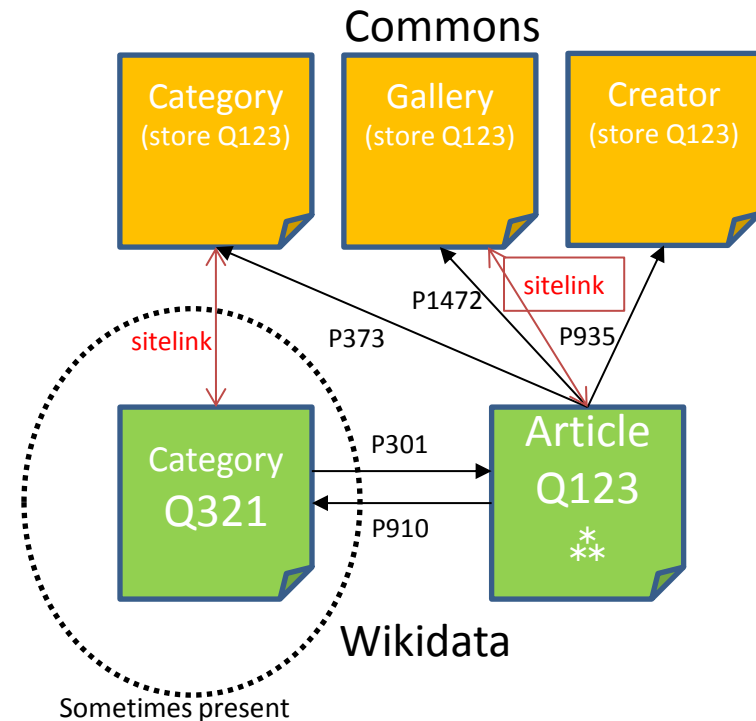 Commons
Category
(store Q123)
Gallery
(store Q123)
Creator
(store Q123)
sitelink
P1472
P935
P373
sitelink
Category
Q321
P301
P910
Article
Q123
⁂
Wikidata
Sometimes present